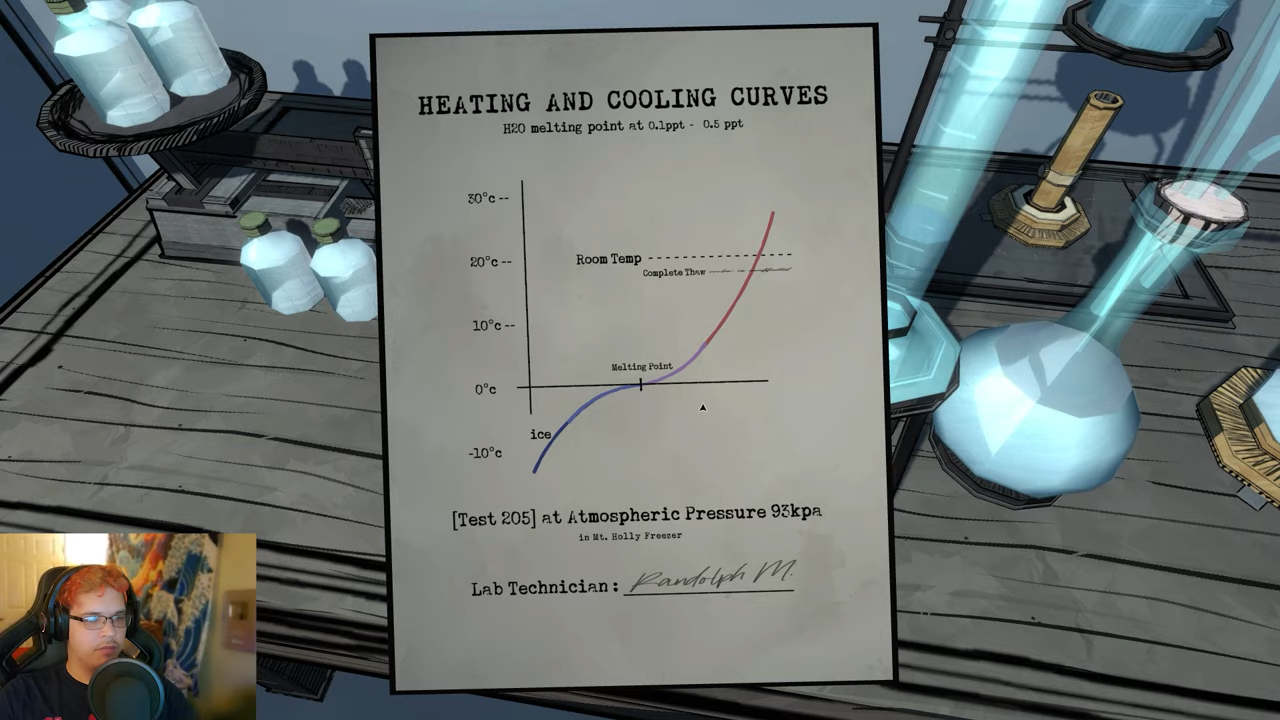 HEATING AND COOLING CURVES
H2O melting point at 0.1ppt - 0.5 ppt
30°c--
20°c--
Room Temp
Complete Thaw
10°c--
Melting Point
0°c
ice
-10°c
[Test 205] at Atmospheric Pressure 93kpa
in Mt. Holly Freezer
Lab Technician: Randolph M.